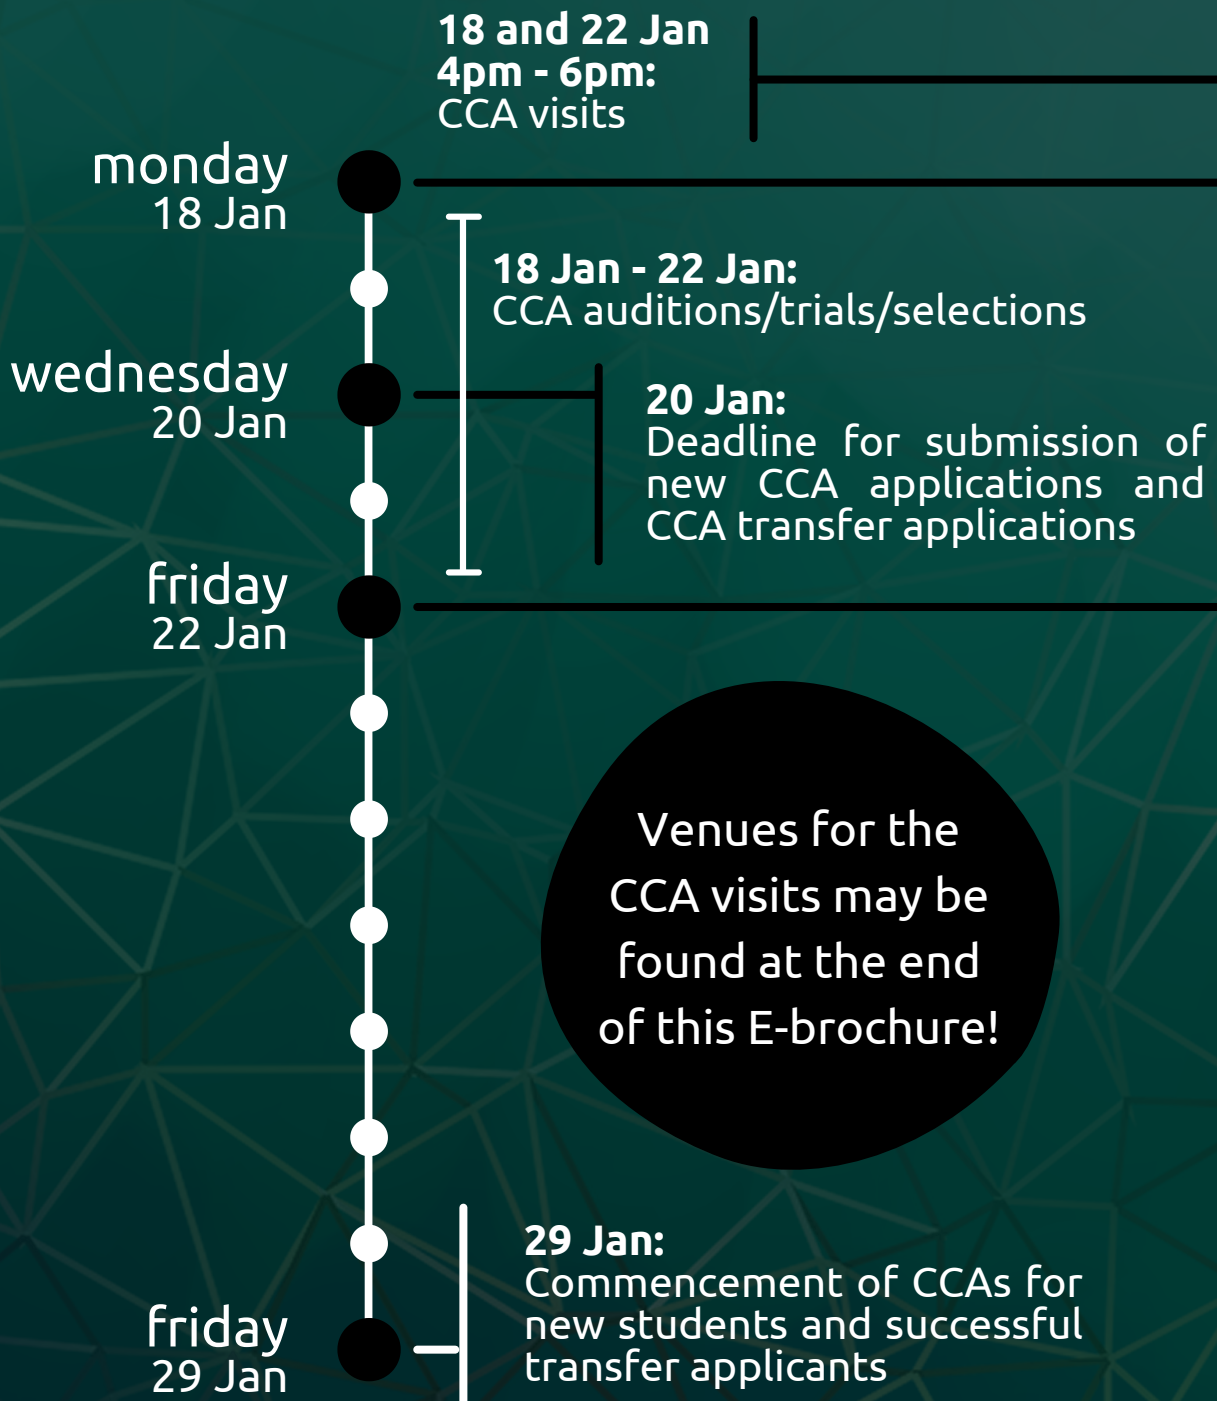 18 and 22 Jan
4pm - 6pm:
CCA visits
monday
18 Jan
18 Jan - 22 Jan:
CCA auditions/trials/selections
wednesday
20 Jan
20 Jan:
Deadline for submission of
new CCA applications and
CCA transfer applications
friday
22 Jan
Venues for the
CCA visits may be
found at the end
of this E-brochure!
29 Jan:
Commencement of CCAs for
new students and successful
transfer applicants
friday
29 Jan